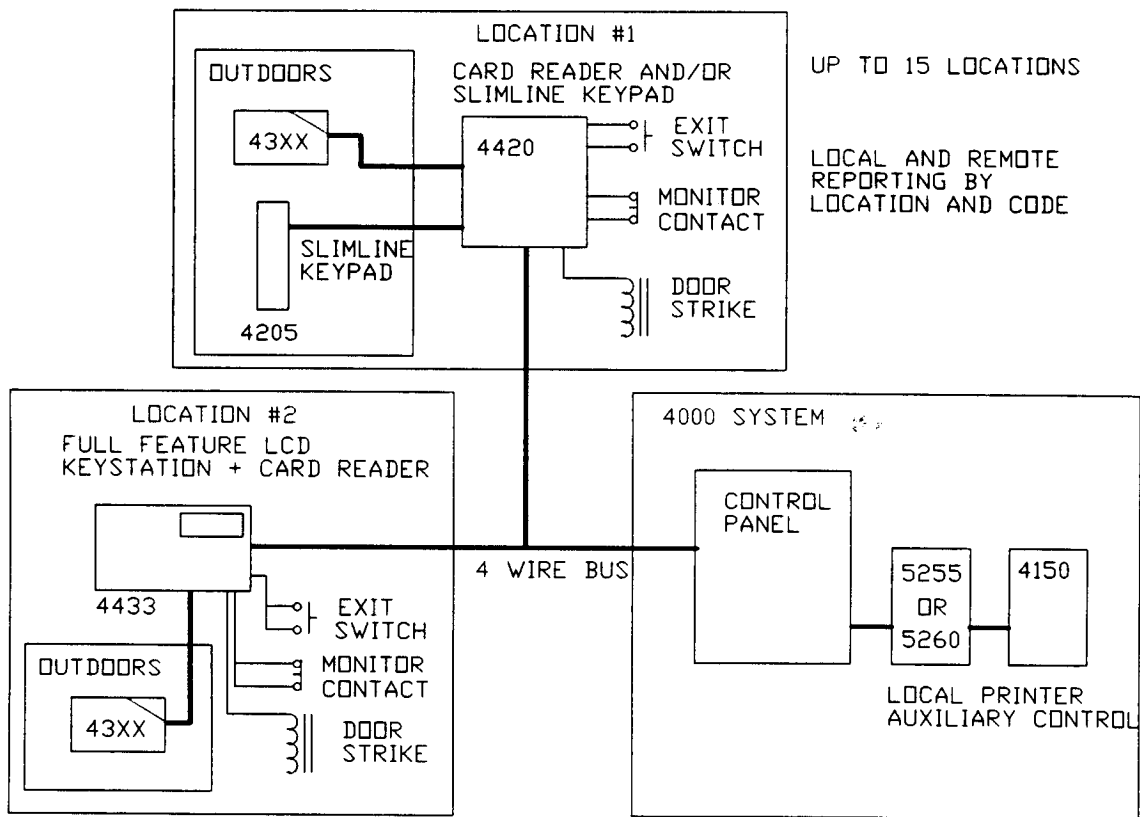 LOCATION #1
OUTDOORS
CARD READER AND/OR
SLIMLINE KEYPAD
43XX
4420
EXIT
SWITCH
MONITOR
CONTACT
SLIMLINE
KEYPAD
4205
DOOR
STRIKE
UP TO 15 LOCATIONS
LOCAL AND REMOTE
REPORTING BY
LOCATION AND CODE
LOCATION #2
FULL FEATURE LCD
KEYSTATION + CARD READER
4433
EXIT
SWITCH
MONITOR
CONTACT
OUTDOORS
43XX
DOOR
STRIKE
4 WIRE BUS
4000 SYSTEM
CONTROL
PANEL
5255
OR
5260
4150
LOCAL PRINTER
AUXILIARY CONTROL